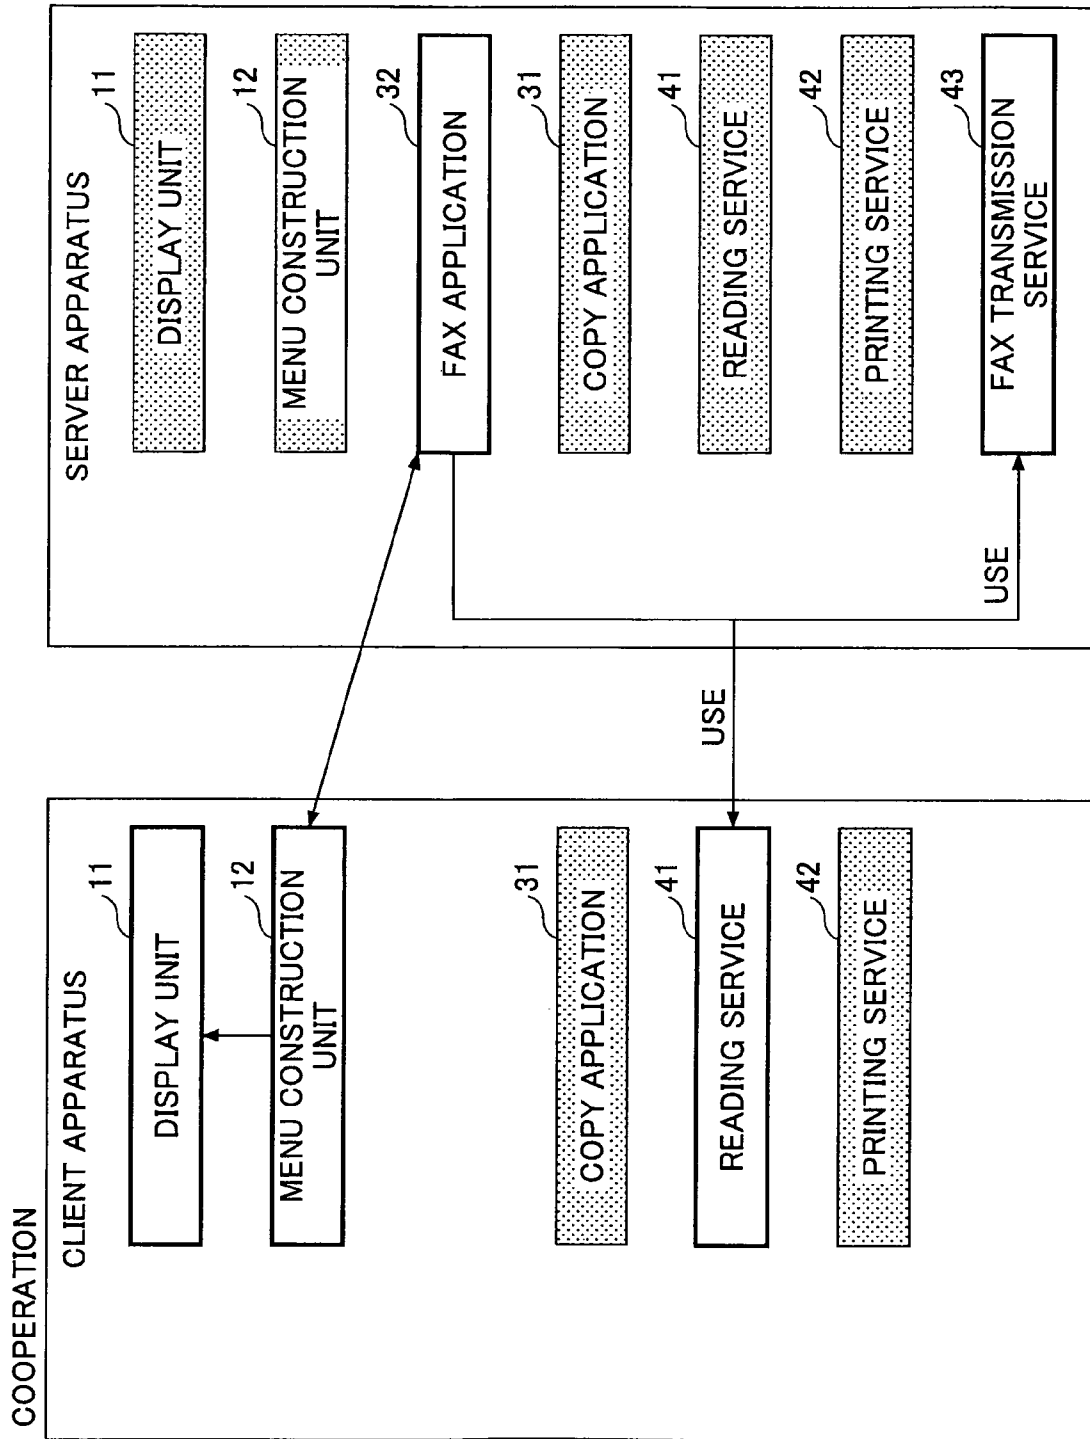 COOPERATION
CLIENT APPARATUS
11
DISPLAY UNIT
12
MENU CONSTRUCTION
UNIT
31
COPY APPLICATION
41
READING SERVICE
42
PRINTING SERVICE
USE
SERVER APPARATUS
11
DISPLAY UNIT
12
MENU CONSTRUCTION
UNIT
32
FAX APPLICATION
31
COPY APPLICATION
41
READING SERVICE
42
PRINTING SERVICE
43
FAX TRANSMISSION
SERVICE
USE